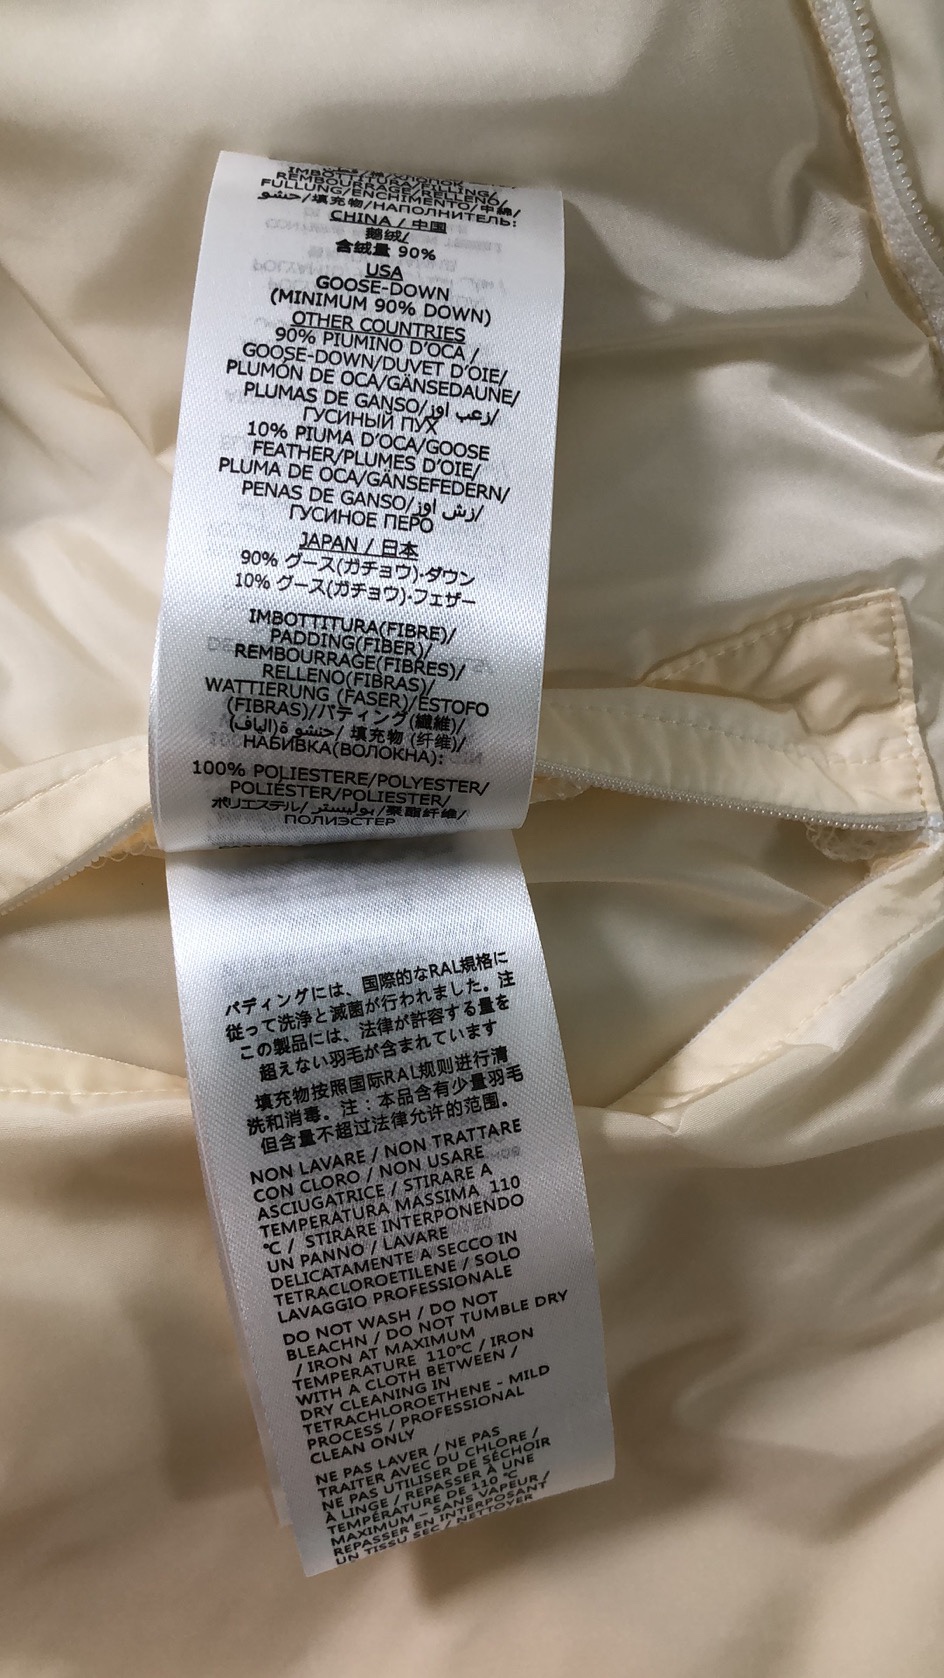 IMBOTTITURA/FILLING/
REMBOURRAGE/RELLENO/
FÜLLUNG/ENCHIMENTO/中綿/
حشو/填充物/НАПОЛНИТЕЛЬ:
CHINA / 中国
鹅绒/
含绒量 90%
USA
GOOSE-DOWN
(MINIMUM 90% DOWN)
OTHER COUNTRIES
90% PIUMINO D'OCA /
GOOSE-DOWN/DUVET D'OIE/
PLUMÓN DE OCA/GÄNSEDAUNE/
PLUMAS DE GANSO/زغب اوز/
ГУСИНЫЙ ПУХ
10% PIUMA D'OCA/GOOSE
FEATHER/PLUMES D'OIE/
PLUMA DE OCA/GÄNSEFEDERN/
PENAS DE GANSO/زش اوز/
ГУСИНОЕ ПЕРО
JAPAN / 日本
90% グース(ガチョウ)・ダウン
10% グース(ガチョウ)・フェザー
IMBOTTITURA(FIBRE)/
PADDING(FIBER)/
REMBOURRAGE(FIBRES)/
RELLENO(FIBRAS)/
WATTIERUNG (FASER)/ESTOFO
(FIBRAS)/パディング(繊維)/
حنشو ة(الياف)/ 填充物 (纤维)/
НАБИВКА(ВОЛОКНА):
100% POLIESTERE/POLYESTER/
POLIÉSTER/POLIESTER/
ポリエステル/بوليستر/聚酯纤维/
ПОЛИЭСТЕР
パディングには、国際的なRAL規格に
従って洗浄と滅菌が行われました。注
この製品には、法律が許容する量を
超えない羽毛が含まれています
填充物按照国际RAL规则进行清
洗和消毒。注：本品含有少量羽毛
但含量不超过法律允许的范围。
NON LAVARE / NON TRATTARE
CON CLORO / NON USARE
ASCIUGATRICE / STIRARE A
TEMPERATURA MASSIMA 110
℃ / STIRARE INTERPONENDO
UN PANNO / LAVARE
DELICATAMENTE A SECCO IN
TETRACLOROETILENE / SOLO
LAVAGGIO PROFESSIONALE
DO NOT WASH / DO NOT
BLEACHN / DO NOT TUMBLE DRY
/ IRON AT MAXIMUM
TEMPERATURE 110℃ / IRON
WITH A CLOTH BETWEEN /
DRY CLEANING IN
TETRACHLOROETHENE - MILD
PROCESS / PROFESSIONAL
CLEAN ONLY
NE PAS LAVER / NE PAS
TRAITER AVEC DU CHLORE /
NE PAS UTILISER DE SÉCHOIR
À LINGE / REPASSER À UNE
TEMPÉRATURE DE 110 ℃
MAXIMUM - SANS VAPEUR /
REPASSER EN INTERPOSANT
UN TISSU SEC / NETTOYER